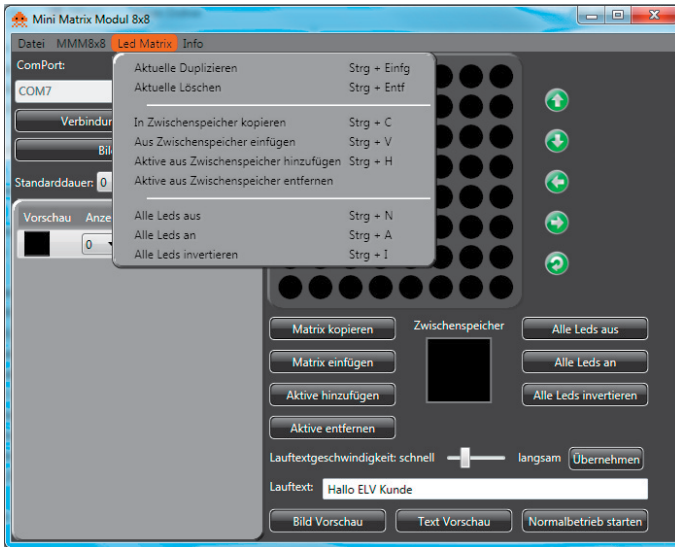 Mini Matrix Modul 8x8
Datei MMM8x8 Led Matrix Info
ComPort:
COM7
Verbindur
Bil
Standarddauer: 0
Vorschau Anze
0
Aktuelle Duplizieren Strg + Einfg
Aktuelle Löschen Strg + Entf
In Zwischenspeicher kopieren Strg + C
Aus Zwischenspeicher einfügen Strg + V
Aktive aus Zwischenspeicher hinzufügen Strg + H
Aktive aus Zwischenspeicher entfernen
Alle Leds aus Strg + N
Alle Leds an Strg + A
Alle Leds invertieren Strg + I
Matrix kopieren Zwischenspeicher Alle Leds aus
Matrix einfügen Alle Leds an
Aktive hinzufügen Alle Leds invertieren
Aktive entfernen
Lauftextgeschwindigkeit: schnell langsam Übernehmen
Lauftext: Hallo ELV Kunde
Bild Vorschau Text Vorschau Normalbetrieb starten